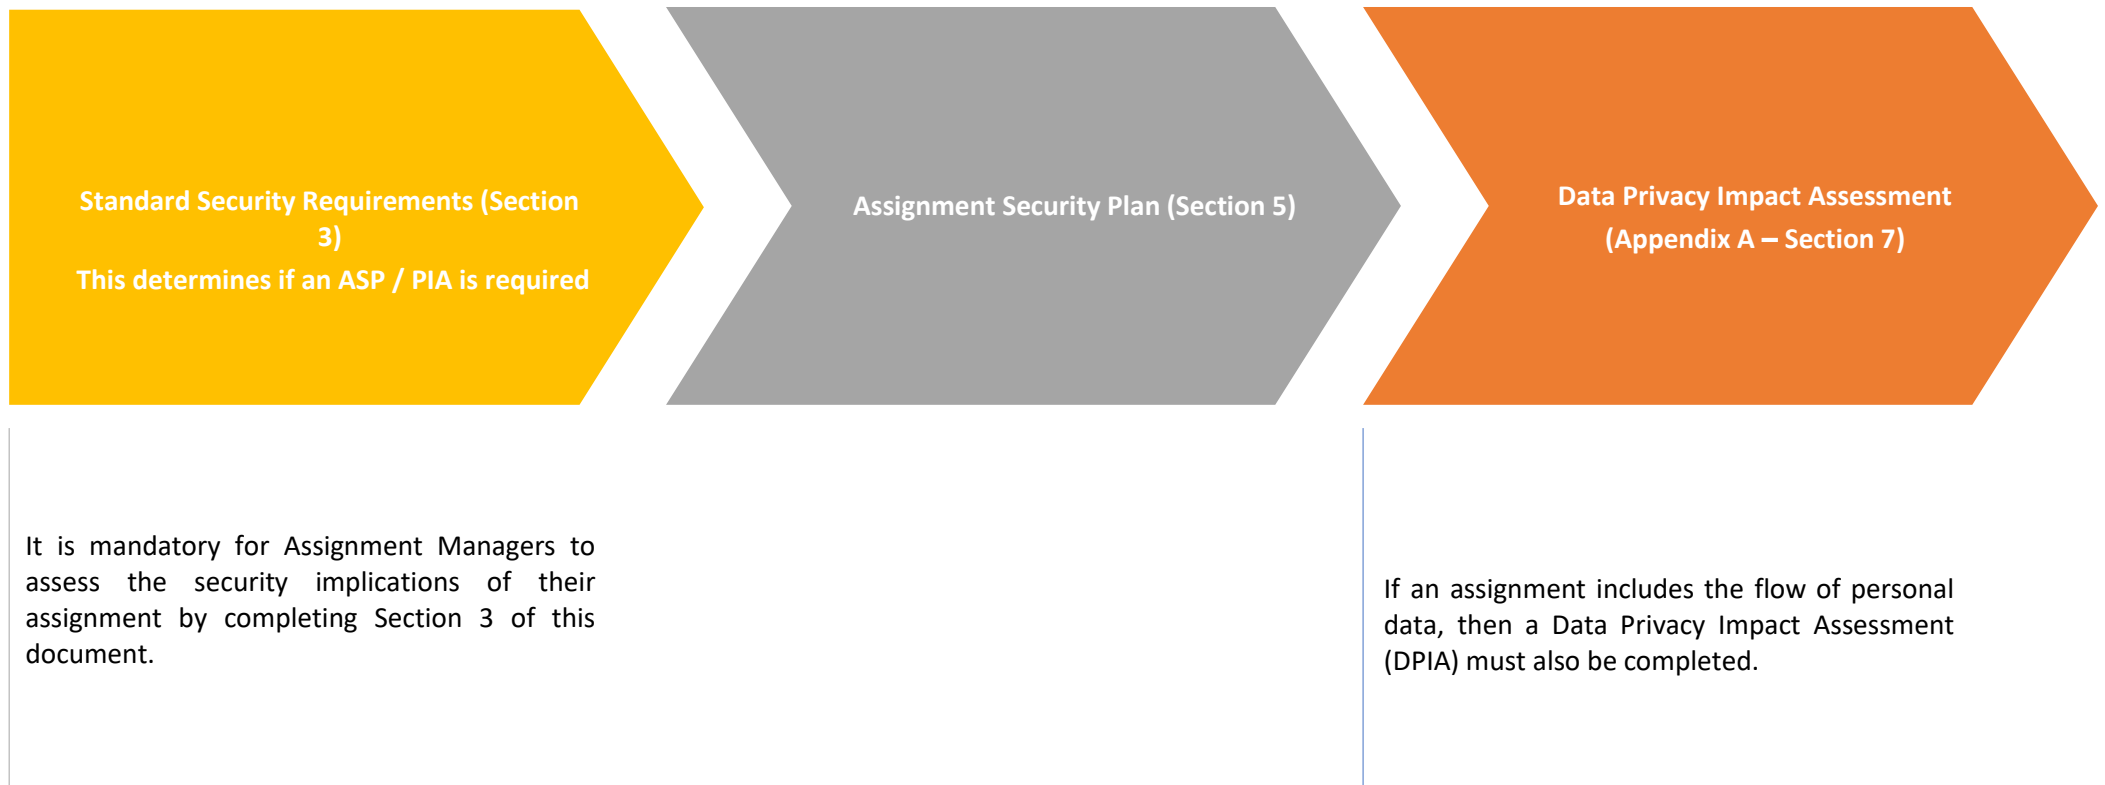 Standard Security Requirements (Section
3)
This determines if an ASP / PIA is required
Assignment Security Plan (Section 5)
Data Privacy Impact Assessment
(Appendix A – Section 7)
It is mandatory for Assignment Managers to
assess the security implications of their
assignment by completing Section 3 of this
document.
If an assignment includes the flow of personal
data, then a Data Privacy Impact Assessment
(DPIA) must also be completed.